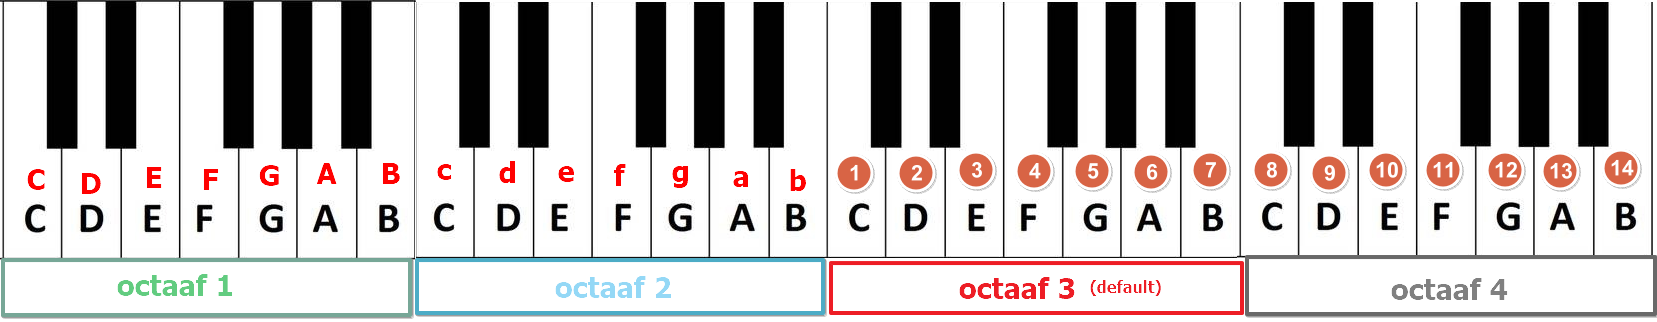 C D E F G A B c d e f g a b 1 2 3 4 5 6 7 8 9 10 11 12 13 14
C D E F G A B C D E F G A B C D E F G A B C D E F G A B
octaaf 1 octaaf 2 octaaf 3 (default) octaaf 4